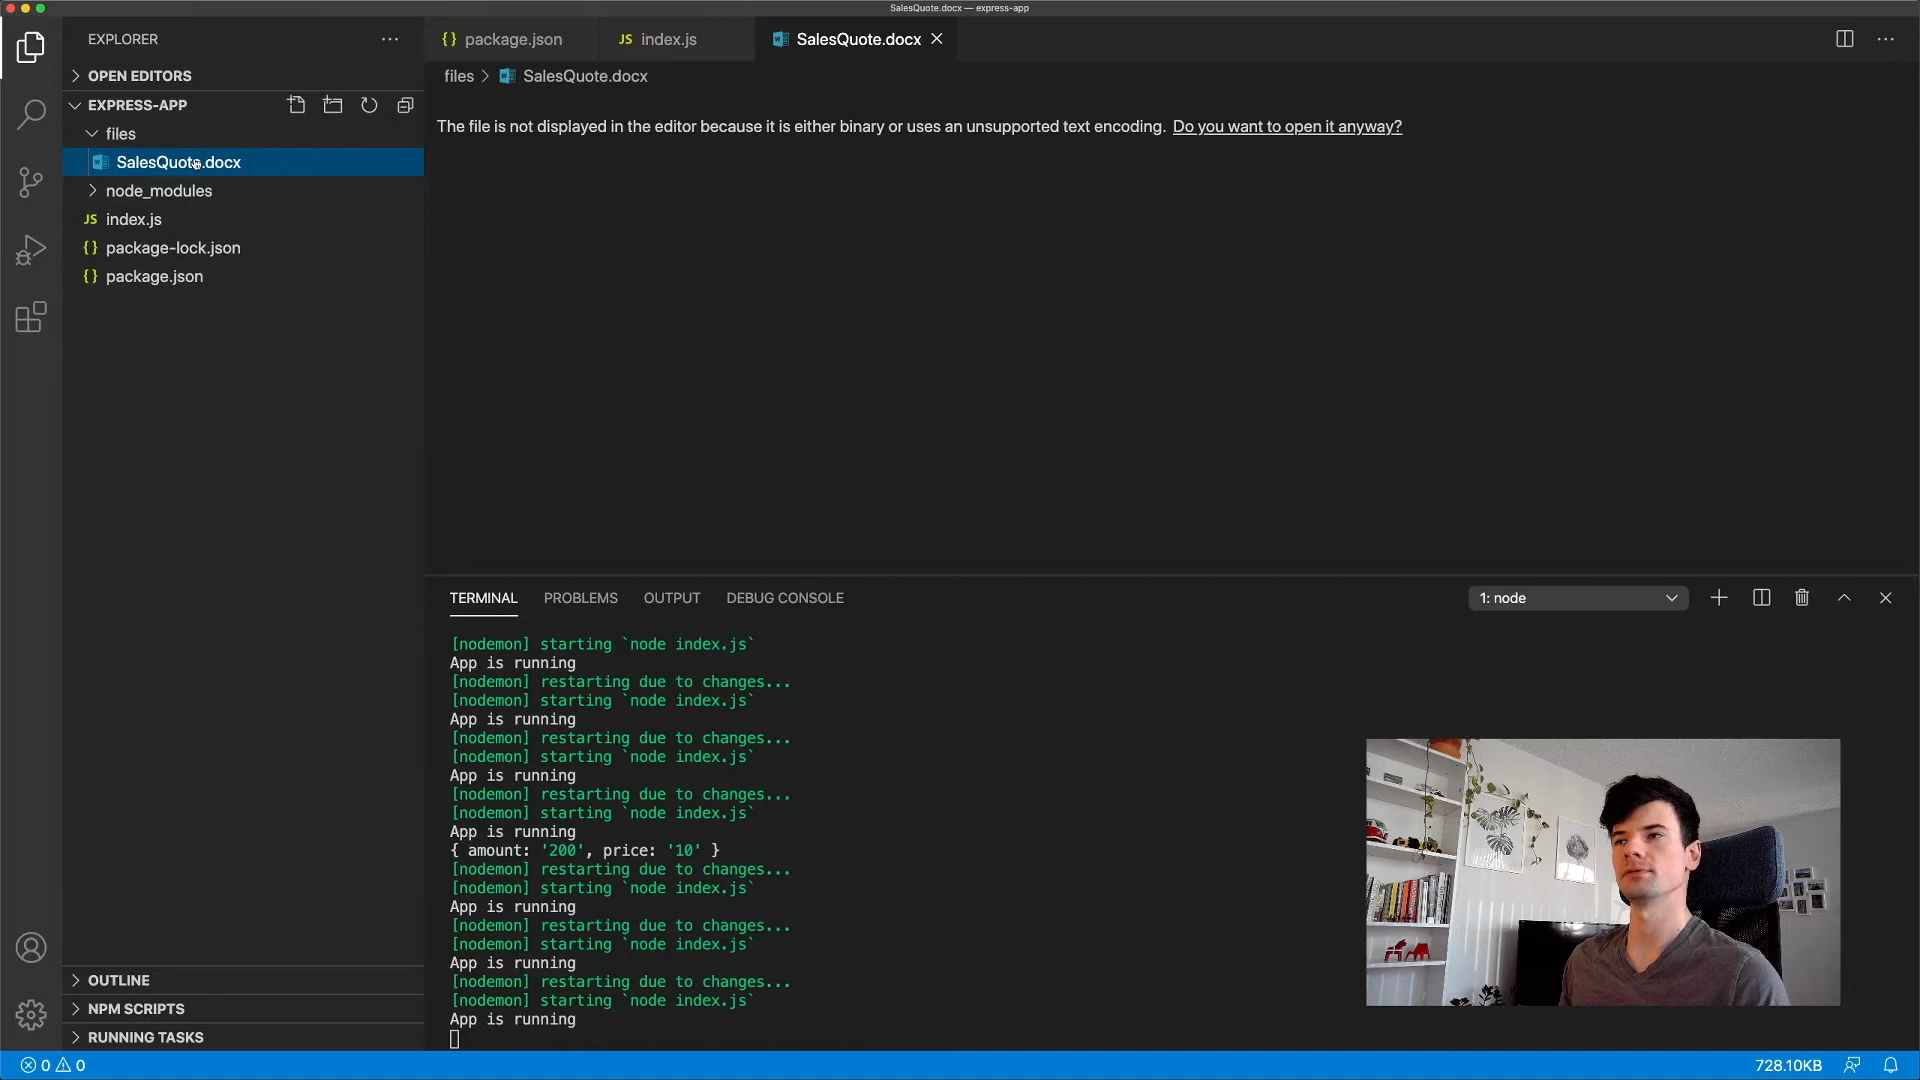 SalesQuote.docx — express-app
EXPLORER
OPEN EDITORS
EXPRESS-APP
files
SalesQuote.docx
node_modules
index.js
package-lock.json
package.json
OUTLINE
NPM SCRIPTS
RUNNING TASKS
package.json
JS index.js
SalesQuote.docx
files > SalesQuote.docx
The file is not displayed in the editor because it is either binary or uses an unsupported text encoding. Do you want to open it anyway?
TERMINAL PROBLEMS OUTPUT DEBUG CONSOLE
1: node
[nodemon] starting `node index.js`
App is running
[nodemon] restarting due to changes...
[nodemon] starting `node index.js`
App is running
[nodemon] restarting due to changes...
[nodemon] starting `node index.js`
App is running
[nodemon] restarting due to changes...
[nodemon] starting `node index.js`
App is running
{ amount: '200', price: '10' }
[nodemon] restarting due to changes...
[nodemon] starting `node index.js`
App is running
[nodemon] restarting due to changes...
[nodemon] starting `node index.js`
App is running
[nodemon] restarting due to changes...
[nodemon] starting `node index.js`
App is running
0 0
728.10KB